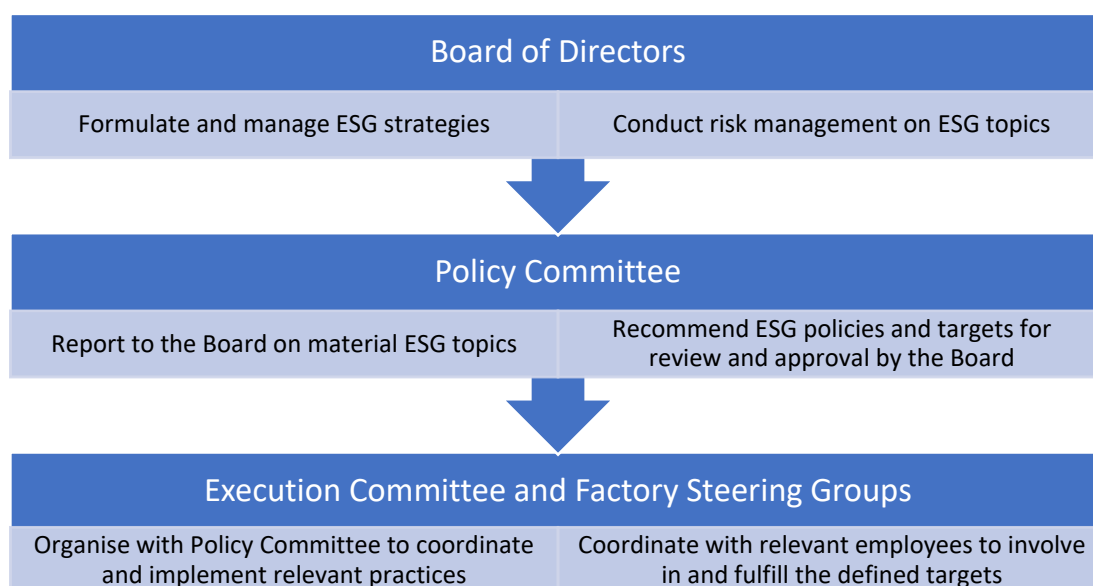 Board of Directors
Formulate and manage ESG strategies
Conduct risk management on ESG topics
Policy Committee
Report to the Board on material ESG topics
Recommend ESG policies and targets for
review and approval by the Board
Execution Committee and Factory Steering Groups
Organise with Policy Committee to coordinate
and implement relevant practices
Coordinate with relevant employees to involve
in and fulfill the defined targets